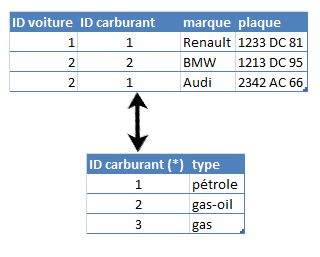 ID voiture ID carburant marque plaque
1 1 Renault 1233 DC 81
2 2 BMW 1213 DC 95
2 1 Audi 2342 AC 66
ID carburant (*) type
1 pétrole
2 gas-oil
3 gas